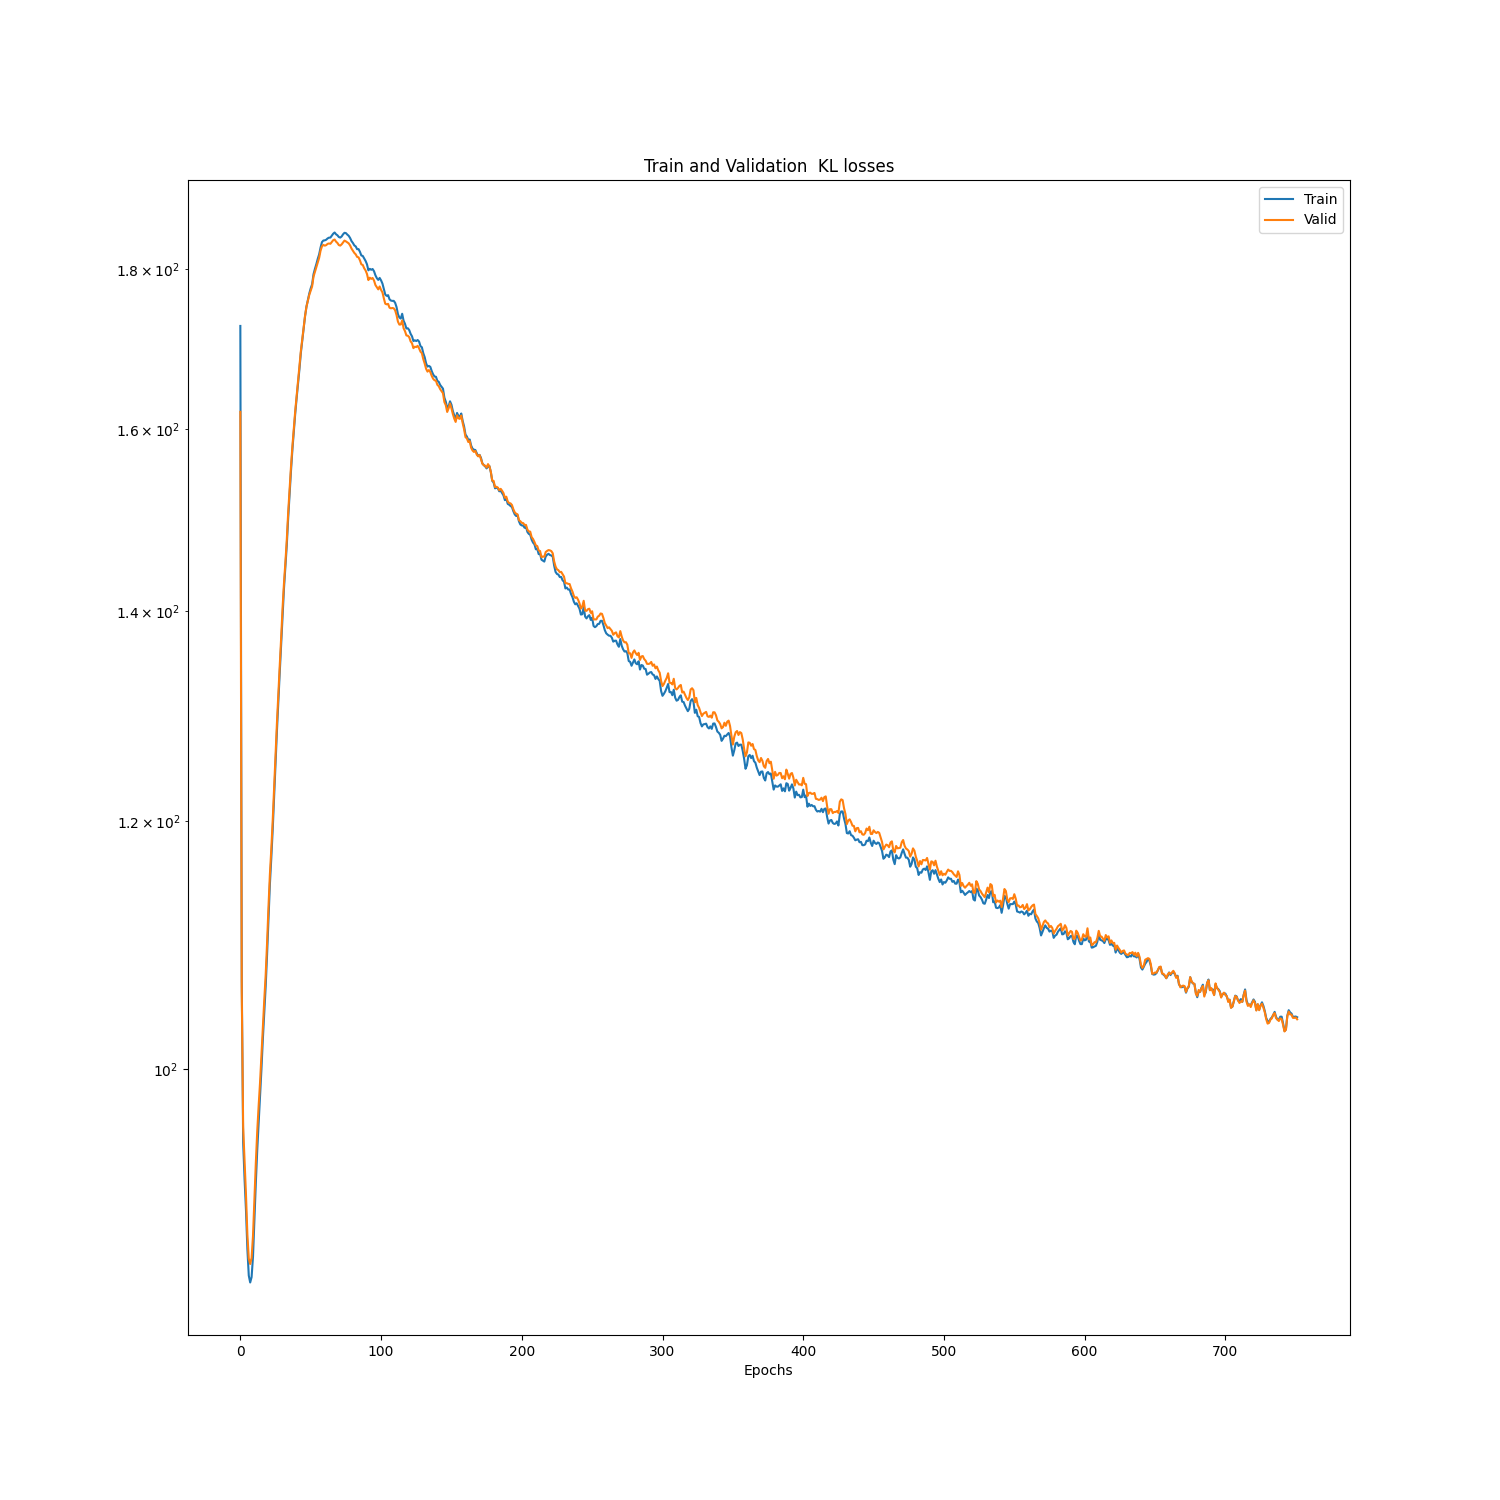 Train and Validation  KL losses
Train
Valid
1.8 × 10²
1.6 × 10²
1.4 × 10²
1.2 × 10²
10²
0 100 200 300 400 500 600 700
Epochs